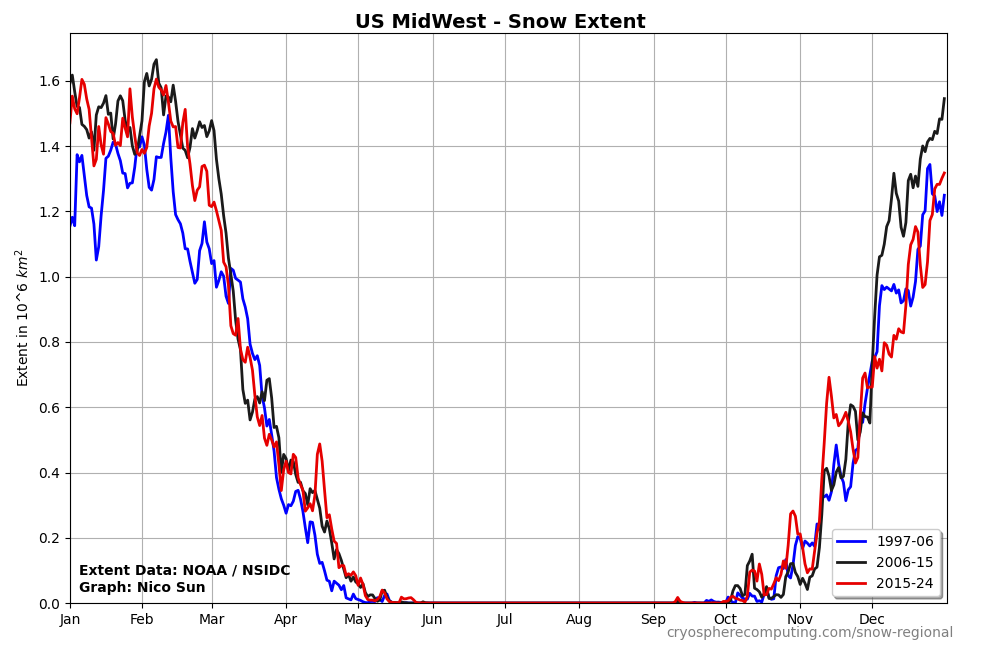 US MidWest - Snow Extent
Extent in 10^6 km²
1.6
1.4
1.2
1.0
0.8
0.6
0.4
0.2
0.0
Extent Data: NOAA / NSIDC
Graph: Nico Sun
1997-06
2006-15
2015-24
Jan Feb Mar Apr May Jun Jul Aug Sep Oct Nov Dec
cryospherecomputing.com/snow-regional